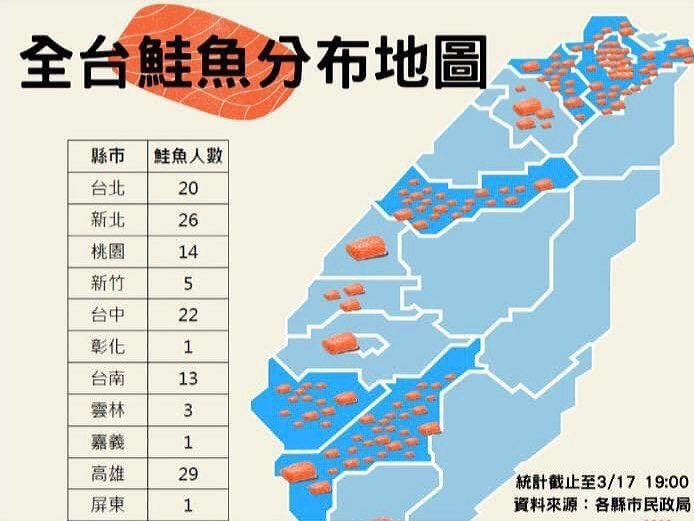 全台鮭魚分布地圖
縣市 鮭魚人數
台北 20
新北 26
桃園 14
新竹 5
台中 22
彰化 1
台南 13
雲林 3
嘉義 1
高雄 29
屏東 1
統計截止至3/17 19:00
資料來源：各縣市民政局